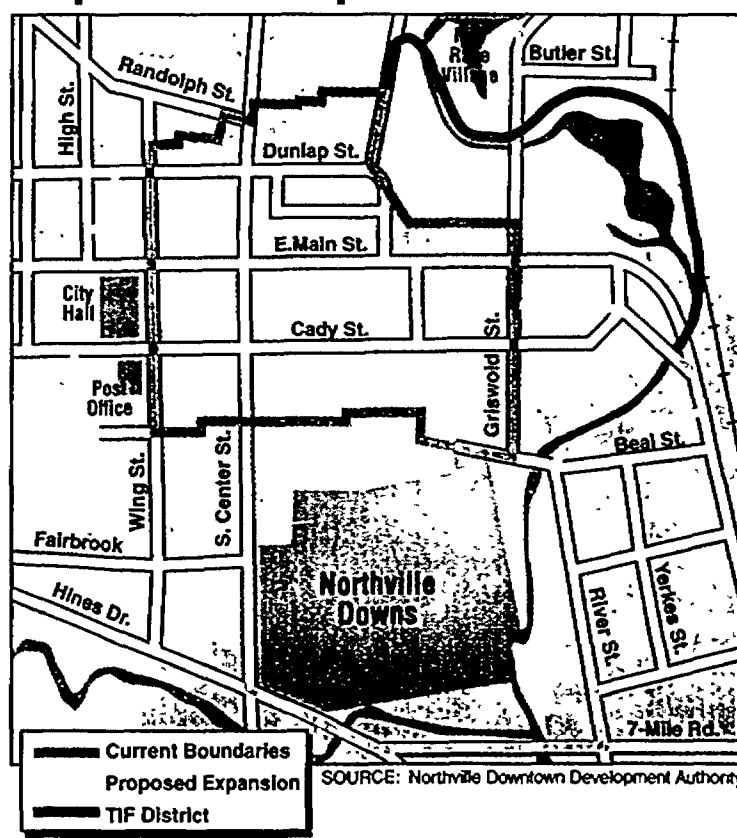 Butler St.
Village
Randolph St.
High St.
Dunlap St.
E.Main St.
City
Hall
Cady St.
Griswold St.
Post
Office
Beal St.
Wing St.
S. Center St.
Fairbrook
Hines Dr.
Northville
Downs
River St.
Yerkes St.
7-Mile Rd.
Current Boundaries
Proposed Expansion
TIF District
SOURCE: Northville Downtown Development Authority